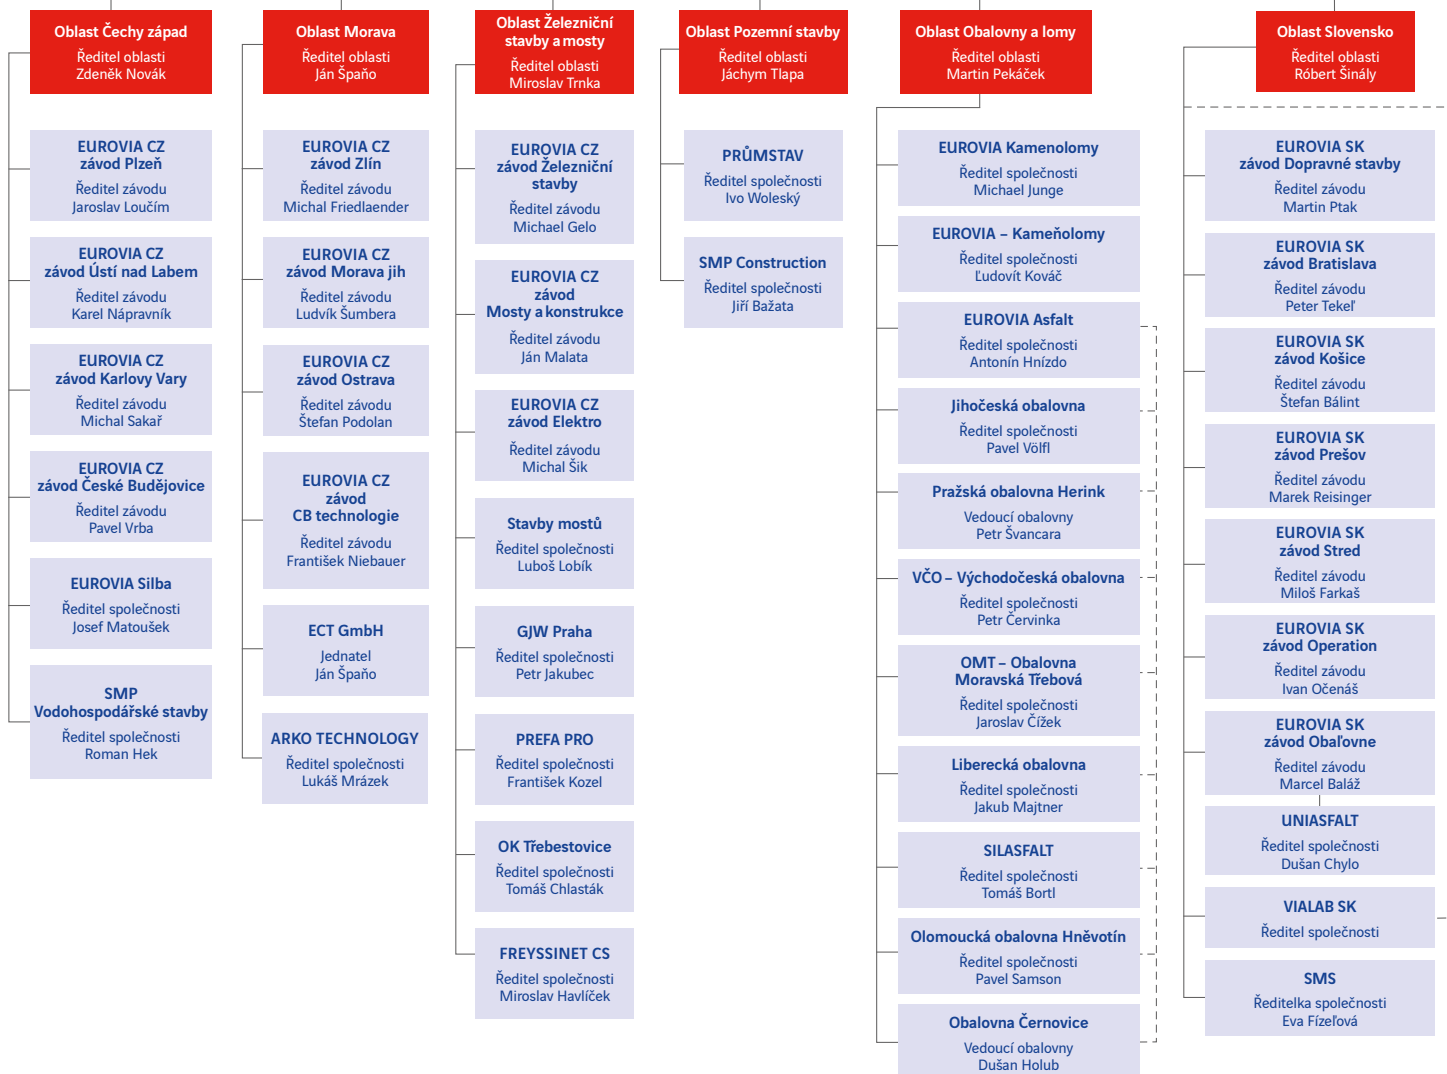 Oblast Čechy západ
Ředitel oblasti
Zdeněk Novák
EUROVIA CZ
závod Plzeň
Ředitel závodu
Jaroslav Loučím
EUROVIA CZ
závod Ústí nad Labem
Ředitel závodu
Karel Nápravník
EUROVIA CZ
závod Karlovy Vary
Ředitel závodu
Michal Sakař
EUROVIA CZ
závod České Budějovice
Ředitel závodu
Pavel Vrba
EUROVIA Silba
Ředitel společnosti
Josef Matoušek
SMP
Vodohospodářské stavby
Ředitel společnosti
Roman Hek
Oblast Morava
Ředitel oblasti
Ján Špaňo
EUROVIA CZ
závod Zlín
Ředitel závodu
Michal Friedlaender
EUROVIA CZ
závod Morava jih
Ředitel závodu
Ludvík Šumbera
EUROVIA CZ
závod Ostrava
Ředitel závodu
Štefan Podolan
EUROVIA CZ
závod
CB technologie
Ředitel závodu
František Niebauer
ECT GmbH
Jednatel
Ján Špaňo
ARKO TECHNOLOGY
Ředitel společnosti
Lukáš Mrázek
Oblast Železniční
stavby a mosty
Ředitel oblasti
Miroslav Trnka
EUROVIA CZ
závod Železniční
stavby
Ředitel závodu
Michael Gelo
EUROVIA CZ
závod
Mosty a konstrukce
Ředitel závodu
Ján Malata
EUROVIA CZ
závod Elektro
Ředitel závodu
Michal Šik
Stavby mostů
Ředitel společnosti
Luboš Lobík
GJW Praha
Ředitel společnosti
Petr Jakubec
PREFA PRO
Ředitel společnosti
František Kozel
OK Třebestovice
Ředitel společnosti
Tomáš Chlasták
FREYSSINET CS
Ředitel společnosti
Miroslav Havlíček
Oblast Pozemní stavby
Ředitel oblasti
Jáchym Tlapa
PRŮMSTAV
Ředitel společnosti
Ivo Woleský
SMP Construction
Ředitel společnosti
Jiří Bažata
Oblast Obalovny a lomy
Ředitel oblasti
Martin Pekáček
EUROVIA Kamenolomy
Ředitel společnosti
Michael Junge
EUROVIA – Kameňolomy
Ředitel společnosti
Ľudovít Kováč
EUROVIA Asfalt
Ředitel společnosti
Antonín Hnízdo
Jihočeská obalovna
Ředitel společnosti
Pavel Völfl
Pražská obalovna Herink
Vedoucí obalovny
Petr Švancara
VČO – Východočeská obalovna
Ředitel společnosti
Petr Červinka
OMT – Obalovna
Moravská Třebová
Ředitel společnosti
Jaroslav Čížek
Liberecká obalovna
Ředitel společnosti
Jakub Majtner
SILASFALT
Ředitel společnosti
Tomáš Bortl
Olomoucká obalovna Hněvotín
Ředitel společnosti
Pavel Samson
Obalovna Černovice
Vedoucí obalovny
Dušan Holub
Oblast Slovensko
Ředitel oblasti
Róbert Šinály
EUROVIA SK
závod Dopravné stavby
Ředitel závodu
Martin Ptak
EUROVIA SK
závod Bratislava
Ředitel závodu
Peter Tekeľ
EUROVIA SK
závod Košice
Ředitel závodu
Štefan Bálint
EUROVIA SK
závod Prešov
Ředitel závodu
Marek Reisinger
EUROVIA SK
závod Stred
Ředitel závodu
Miloš Farkaš
EUROVIA SK
závod Operation
Ředitel závodu
Ivan Očenáš
EUROVIA SK
závod Obaľovne
Ředitel závodu
Marcel Baláž
UNIASFALT
Ředitel společnosti
Dušan Chylo
VIALAB SK
Ředitel společnosti
SMS
Ředitelka společnosti
Eva Fízeľová